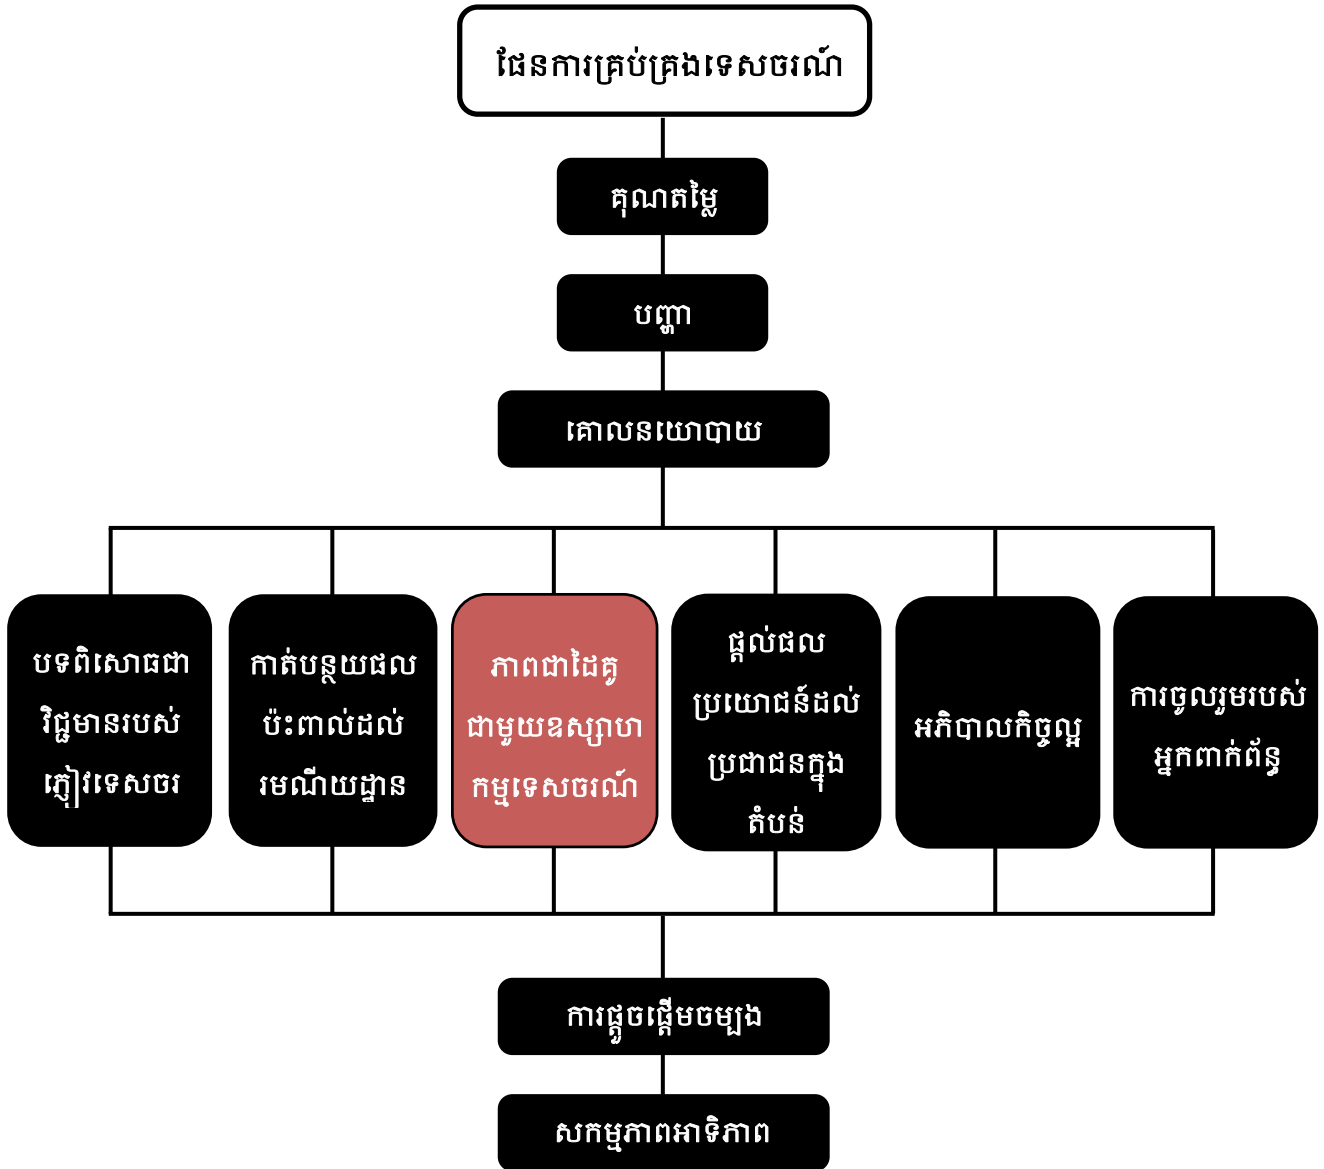 ផែនការគ្រប់គ្រងទេសចរណ៍
គុណតម្លៃ
បញ្ហា
គោលនយោបាយ
បទពិសោធជា
វិជ្ជមានរបស់
ភ្ញៀវទេសចរ
កាត់បន្ថយផល
ប៉ះពាល់ដល់
រមណីយដ្ឋាន
ភាពជាដៃគូ
ជាមួយឧស្សាហ
កម្មទេសចរណ៍
ផ្តល់ផល
ប្រយោជន៍ដល់
ប្រជាជនក្នុង
តំបន់
អភិបាលកិច្ចល្អ
ការចូលរួមរបស់
អ្នកពាក់ព័ន្ធ
ការផ្តួចផ្តើមចម្បង
សកម្មភាពអាទិភាព